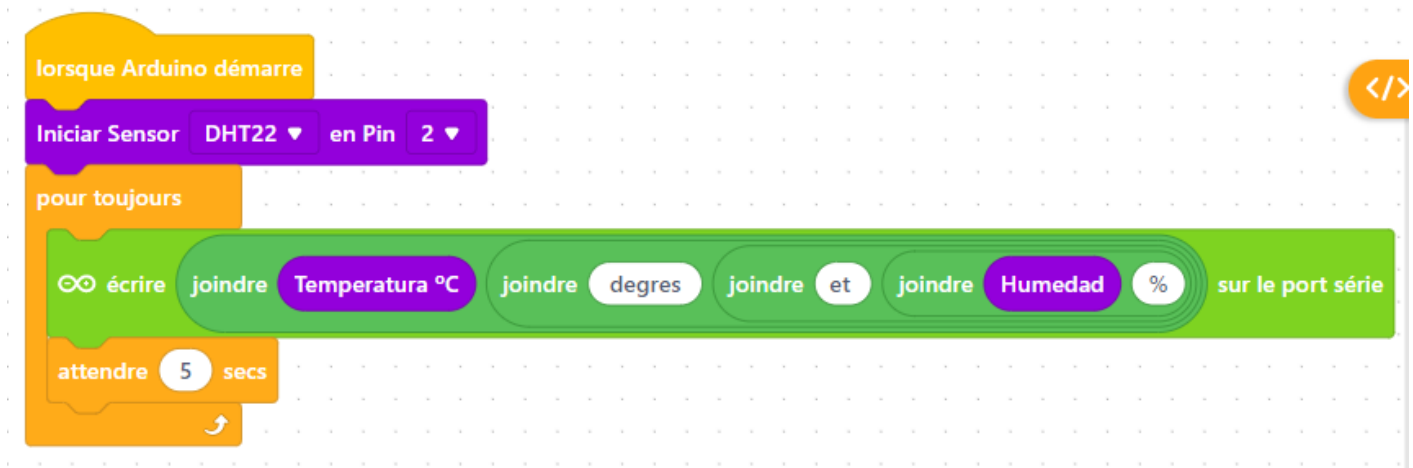 lorsque Arduino démarre
</>
Iniciar Sensor DHT22 en Pin 2
pour toujours
écrire joindre Temperatura ºC joindre degres joindre et joindre Humedad % sur le port série
attendre 5 secs